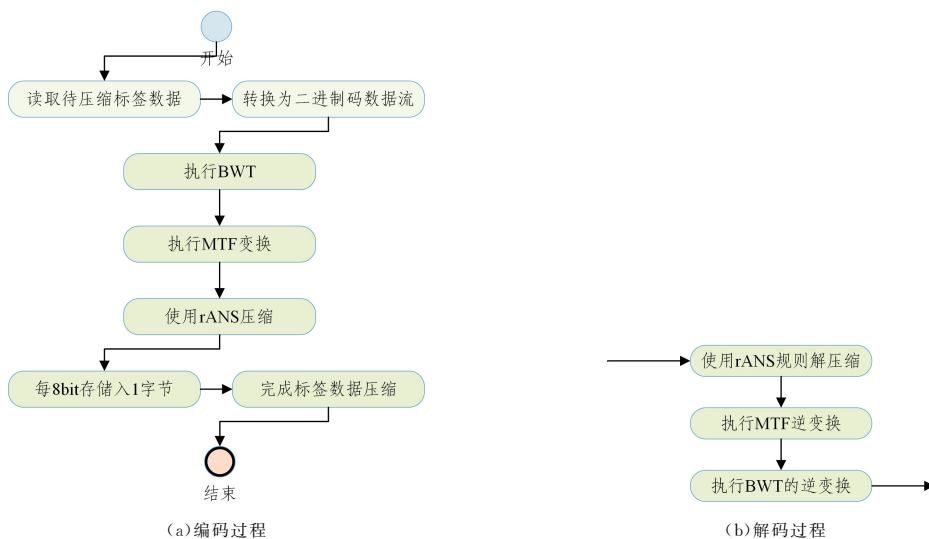 开始
读取待压缩标签数据
转换为二进制码数据流
执行BWT
执行MTF变换
使用rANS压缩
每8bit存储入1字节
完成标签数据压缩
结束
(a)编码过程
使用rANS规则解压缩
执行MTF逆变换
执行BWT的逆变换
(b)解码过程